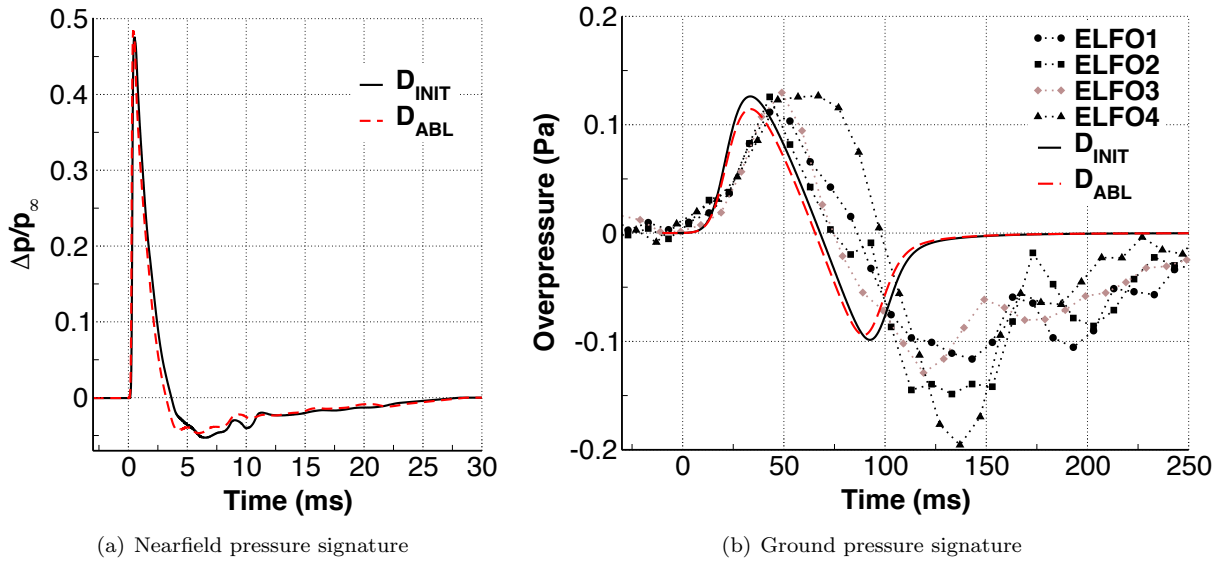 0.5
0.4
0.3
0.2
0.1
0
Δp/p∞
D_INIT
D_ABL
0 5 10 15 20 25 30
Time (ms)
(a) Nearfield pressure signature
0.2
0.1
0
-0.1
-0.2
Overpressure (Pa)
ELFO1
ELFO2
ELFO3
ELFO4
D_INIT
D_ABL
0 50 100 150 200 250
Time (ms)
(b) Ground pressure signature